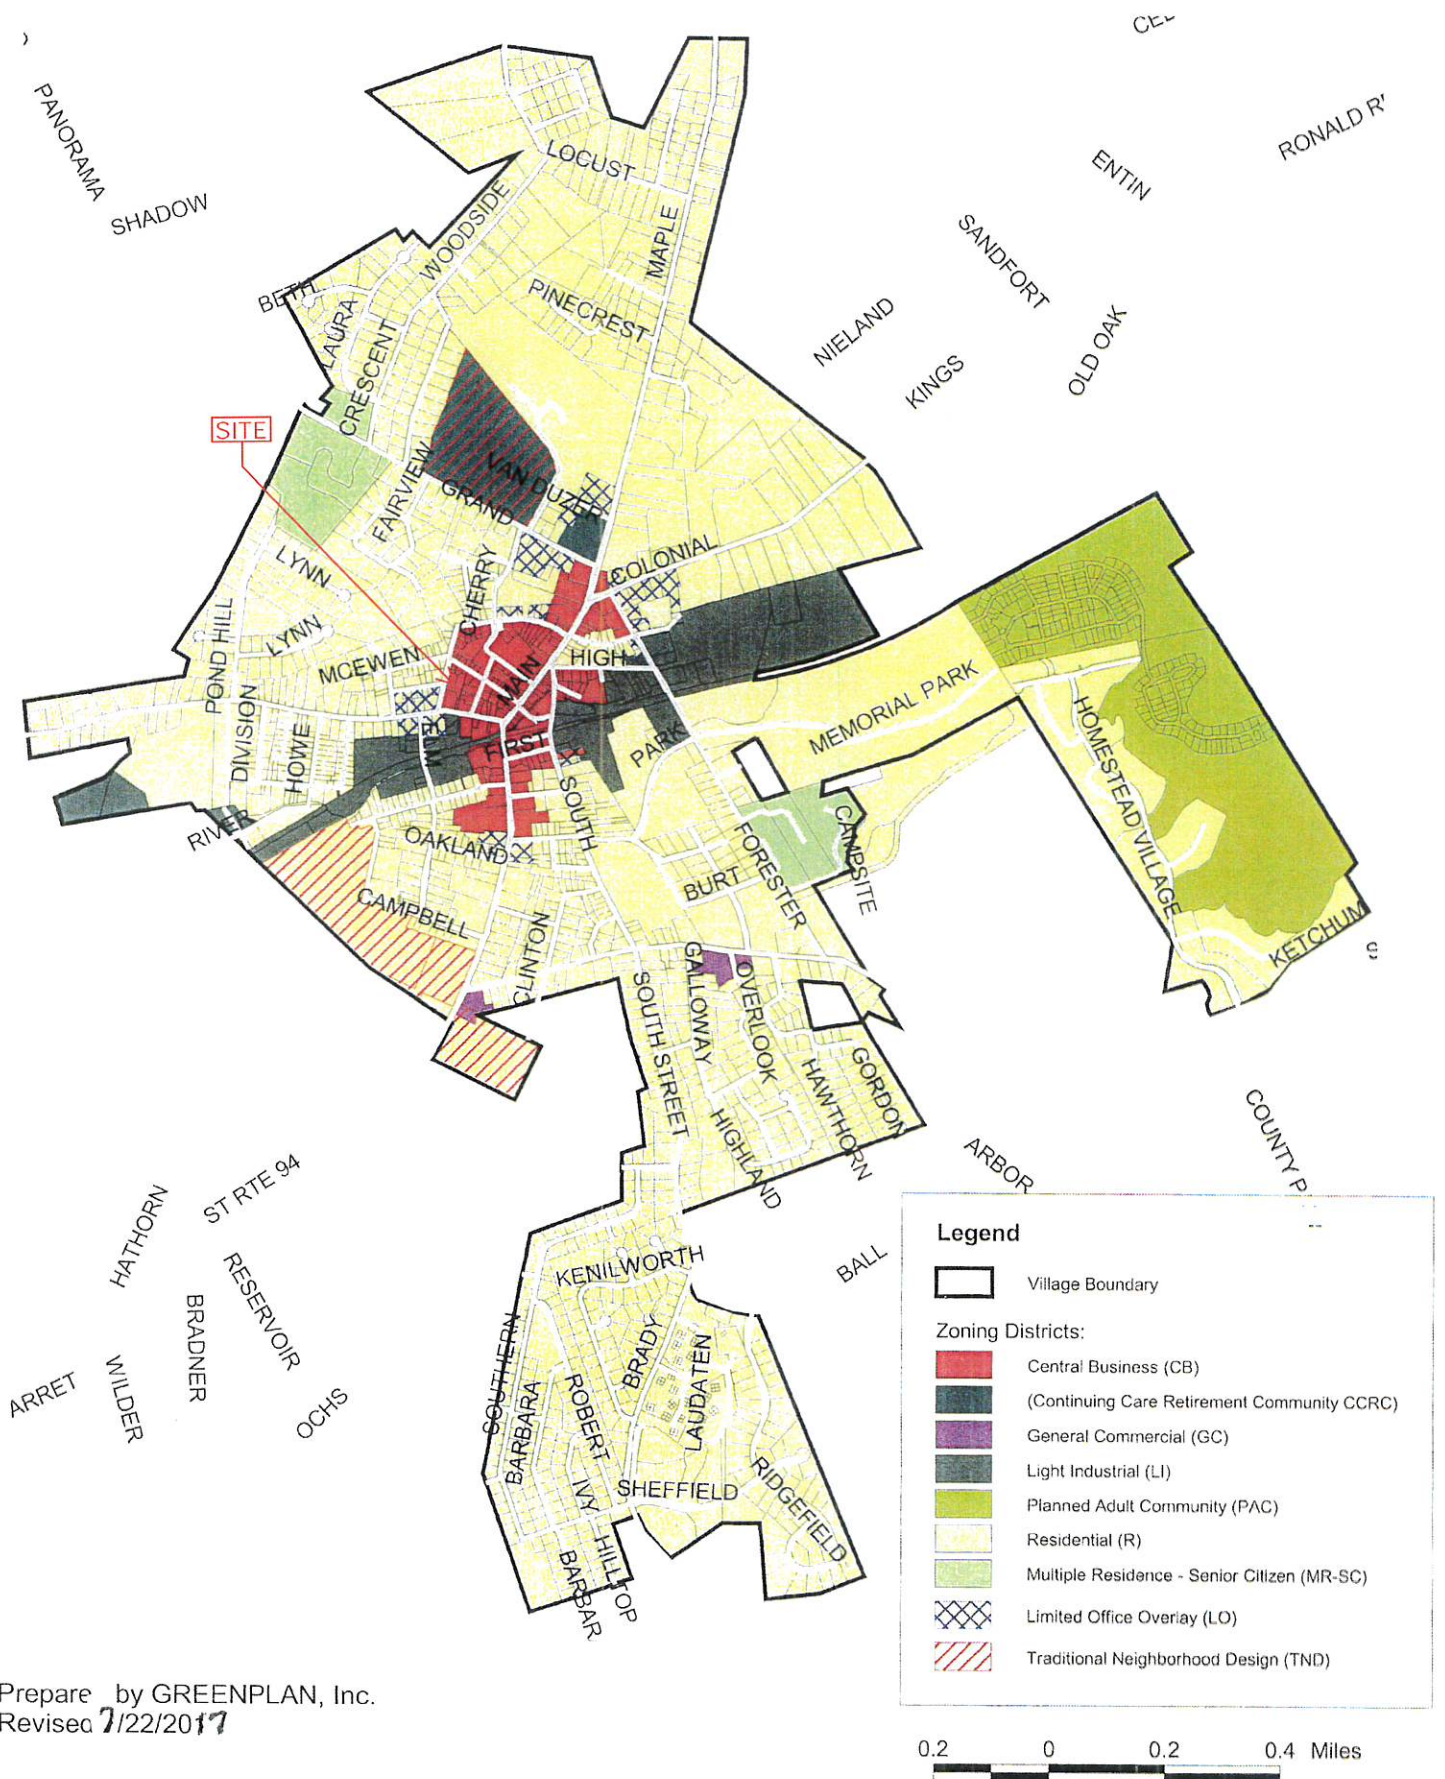 PANORAMA
SHADOW
ENTIN
SANDFORT
OLD OAK
NIELAND
KINGS
LOCUST
WOODSIDE
MAPLE
BETH
LAURA
CRESCENT
PINECREST
SITE
FAIRVIEW
VAN DUZER
GRAND
CHERRY
COLONIAL
LYNN
LYNN
POND HILL
MCEWEN
MAIN
HIGH
DIVISION
HOWE
ELM
FIRST
PARK
MEMORIAL PARK
HOMESTEAD VILLAGE
RIVER
OAKLAND
SOUTH
CAMPSITE
FORESTER
BURT
CAMPBELL
CLINTON
KETCHUM
GALLOWAY
OVERLOOK
SOUTH STREET
HAWTHORN
GORDON
HIGHLAND
ARBOR
COUNTY P
ST RTE 94
HATHORN
RESERVOIR
BRADNER
WILDER
ARRET
OCHS
BALL
KENILWORTH
SOUTHERN
BARBARA
ROBERT
BRADY
LAUDATEN
IVY
SHEFFIELD
RIDGEFIELD
HILLTOP
BARBAR
Legend
Village Boundary
Zoning Districts:
Central Business (CB)
(Continuing Care Retirement Community CCRC)
General Commercial (GC)
Light Industrial (LI)
Planned Adult Community (PAC)
Residential (R)
Multiple Residence - Senior Citizen (MR-SC)
Limited Office Overlay (LO)
Traditional Neighborhood Design (TND)
Prepare by GREENPLAN, Inc.
Revised 7/22/2017
0.2 0 0.2 0.4 Miles